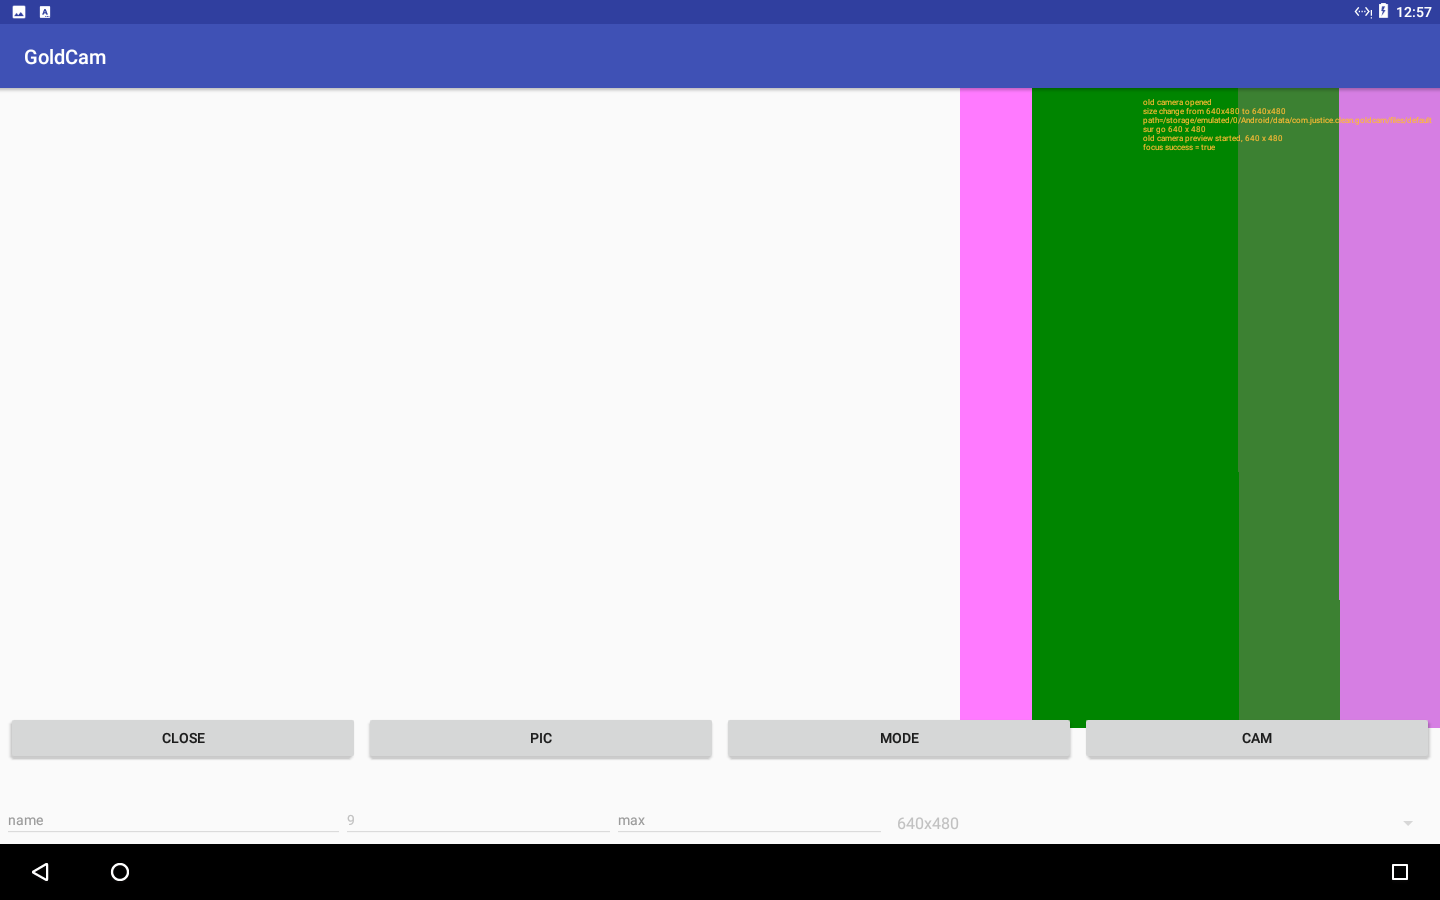 12:57
GoldCam
old camera opened
size change from 640x480 to 640x480
path=/storage/emulated/0/Android/data/com.justice.clean.goldcam/files/default
sur go 640 x 480
old camera preview started, 640 x 480
focus success = true
CLOSE PIC MODE CAM
name 9 max 640x480